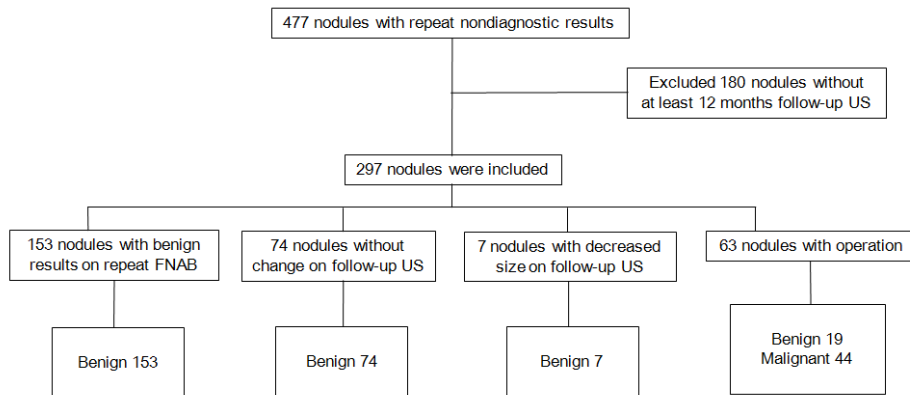 477 nodules with repeat nondiagnostic results
Excluded 180 nodules without
at least 12 months follow-up US
297 nodules were included
153 nodules with benign
results on repeat FNAB
74 nodules without
change on follow-up US
7 nodules with decreased
size on follow-up US
63 nodules with operation
Benign 153
Benign 74
Benign 7
Benign 19
Malignant 44